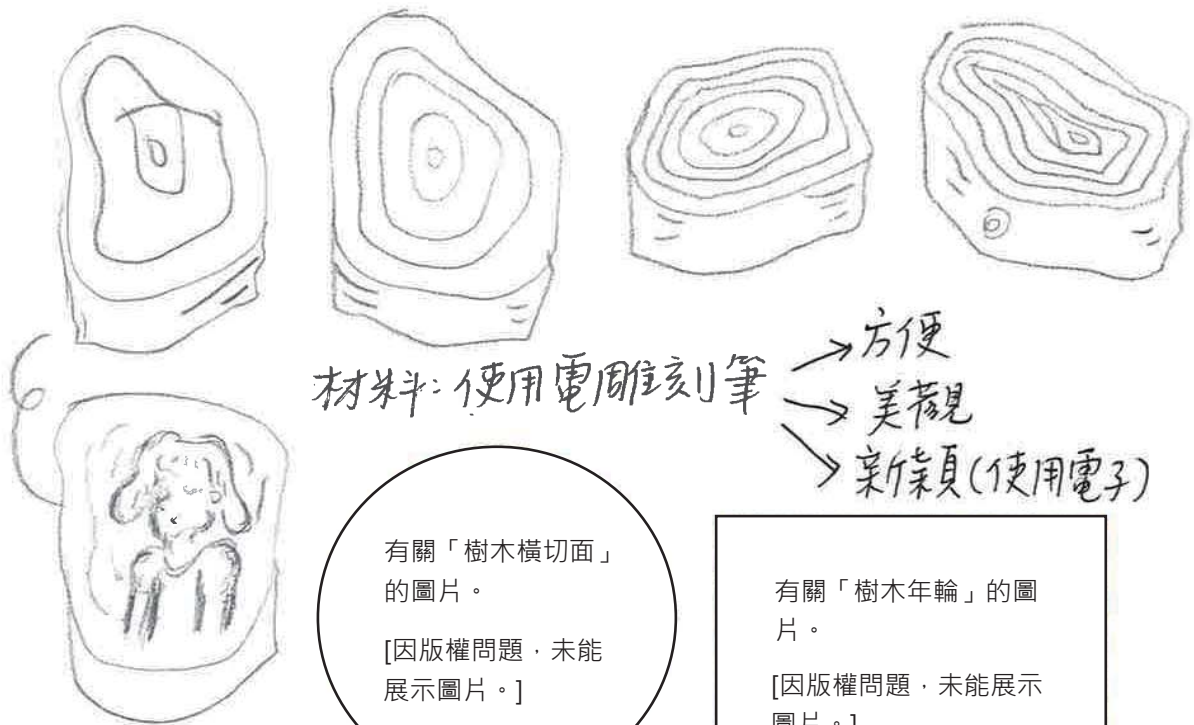 材料:使用電雕刻筆
→方便
→美觀
→新穎(使用電子)
有關「樹木橫切面」
的圖片。
[因版權問題，未能
展示圖片。]
有關「樹木年輪」的圖
片。
[因版權問題，未能展示
圖片。]